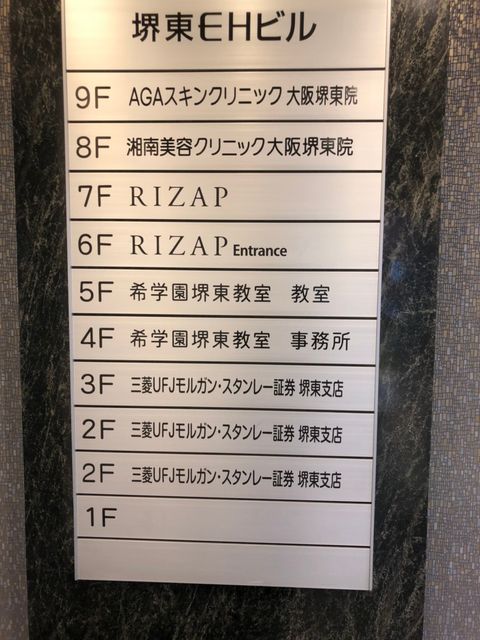 堺東EHビル
9F AGAスキンクリニック 大阪堺東院
8F 湘南美容クリニック大阪堺東院
7F RIZAP
6F RIZAP Entrance
5F 希学園堺東教室 教室
4F 希学園堺東教室 事務所
3F 三菱UFJモルガン・スタンレー証券 堺東支店
2F 三菱UFJモルガン・スタンレー証券 堺東支店
2F 三菱UFJモルガン・スタンレー証券 堺東支店
1F